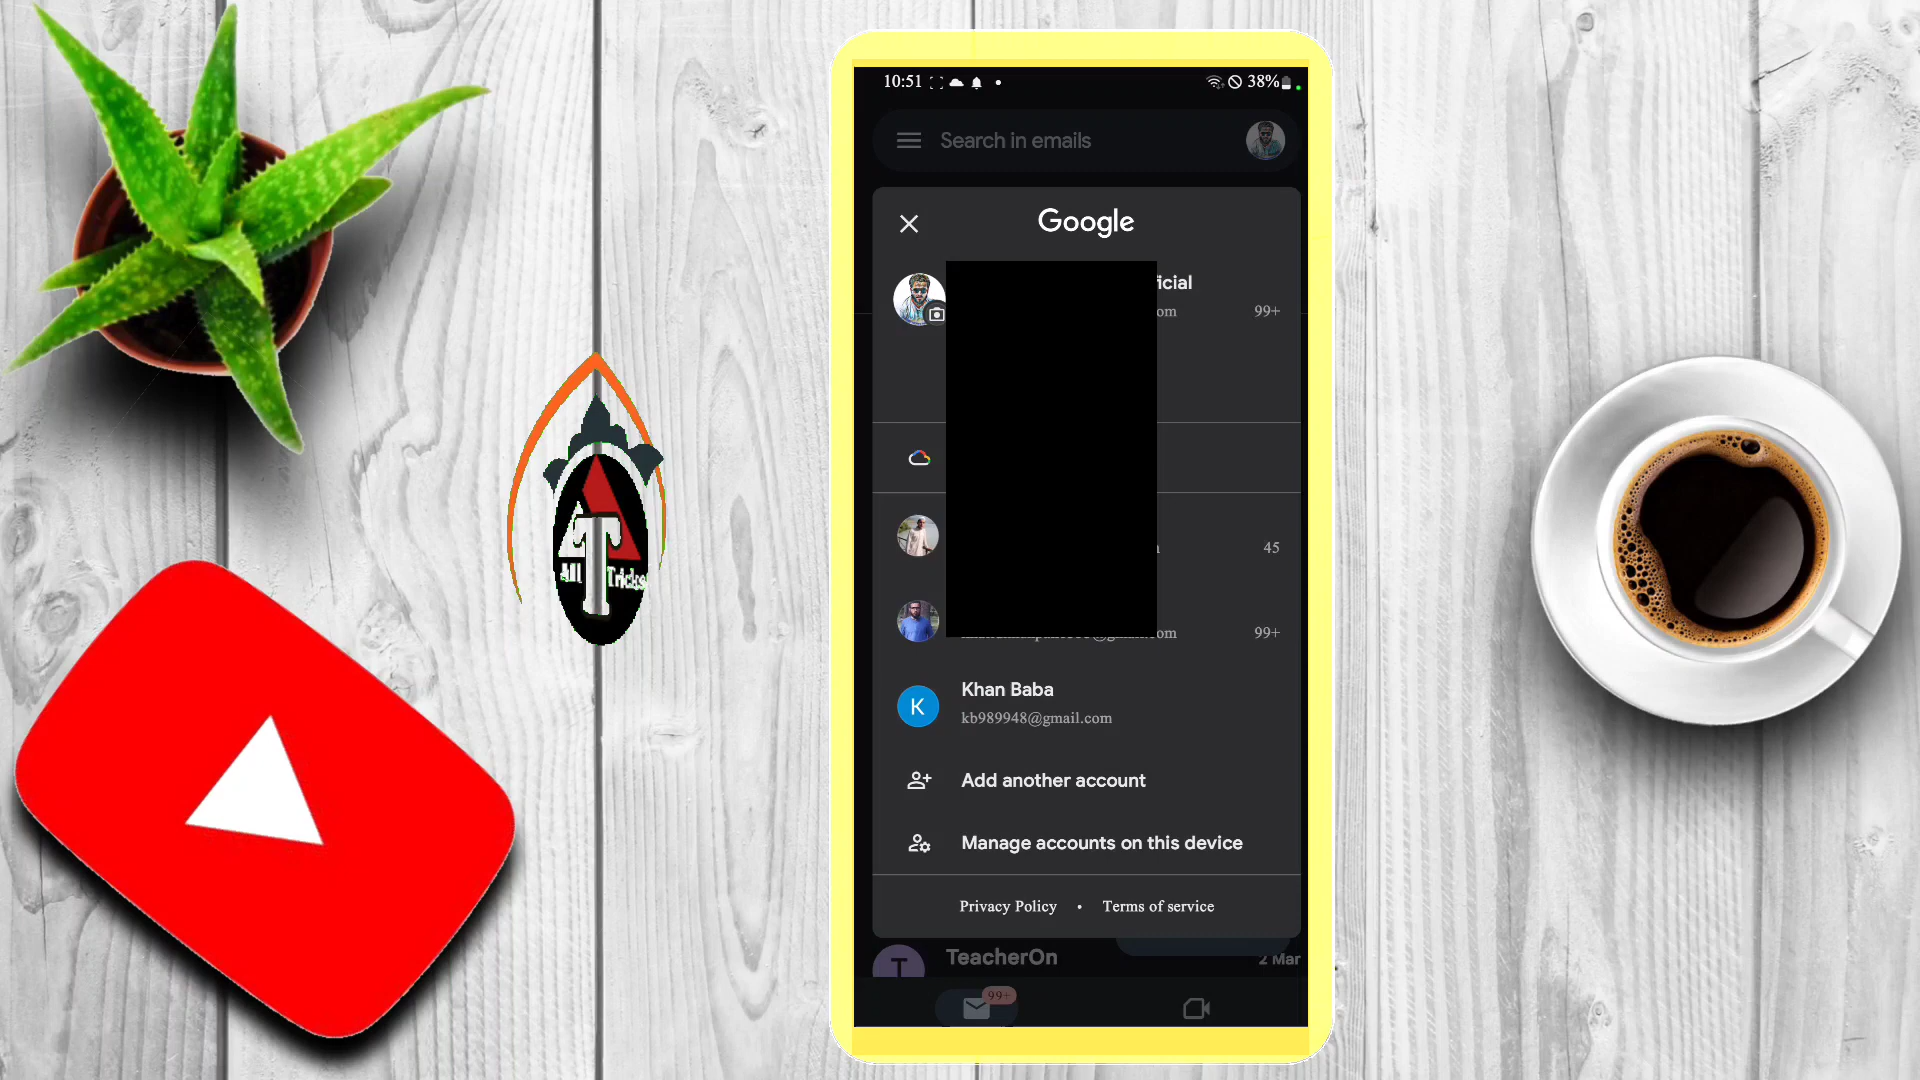 10:51
38%
Search in emails
Google
icial
om
99+
45
om
99+
K
Khan Baba
kb989948@gmail.com
Add another account
Manage accounts on this device
Privacy Policy • Terms of service
T
TeacherOn
2 Mar
99+
All
T
Tricks